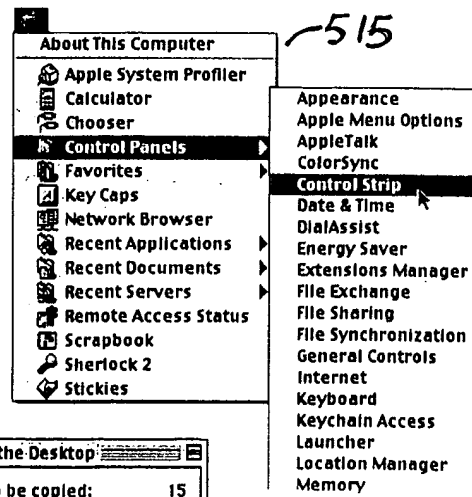 515
About This Computer
Apple System Profiler
Calculator
Chooser
Control Panels
Favorites
Key Caps
Network Browser
Recent Applications
Recent Documents
Recent Servers
Remote Access Status
Scrapbook
Sherlock 2
Stickies
Appearance
Apple Menu Options
AppleTalk
ColorSync
Control Strip
Date & Time
DialAssist
Energy Saver
Extensions Manager
File Exchange
File Sharing
File Synchronization
General Controls
Internet
Keyboard
Keychain Access
Launcher
Location Manager
Memory
the Desktop
be copied: 15